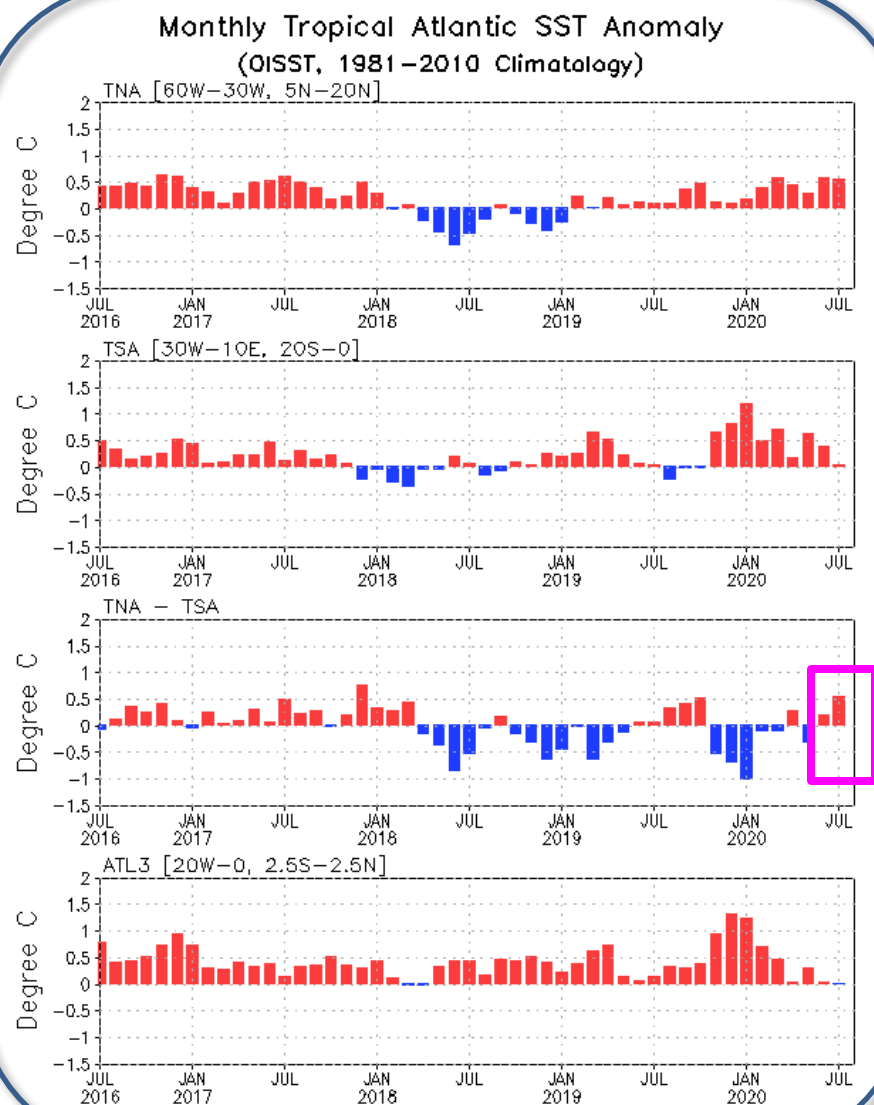 Monthly Tropical Atlantic SST Anomaly
(OISST, 1981-2010 Climatology)
TNA [60W-30W, 5N-20N]
Degree C
2
1.5
1
0.5
0
-0.5
-1
-1.5
JUL JAN JUL JAN JUL JAN JUL JAN JUL
2016 2017 2018 2019 2020
TSA [30W-10E, 20S-0]
Degree C
2
1.5
1
0.5
0
-0.5
-1
-1.5
JUL JAN JUL JAN JUL JAN JUL JAN JUL
2016 2017 2018 2019 2020
TNA - TSA
Degree C
2
1.5
1
0.5
0
-0.5
-1
-1.5
JUL JAN JUL JAN JUL JAN JUL JAN JUL
2016 2017 2018 2019 2020
ATL3 [20W-0, 2.5S-2.5N]
Degree C
2
1.5
1
0.5
0
-0.5
-1
-1.5
JUL JAN JUL JAN JUL JAN JUL JAN JUL
2016 2017 2018 2019 2020